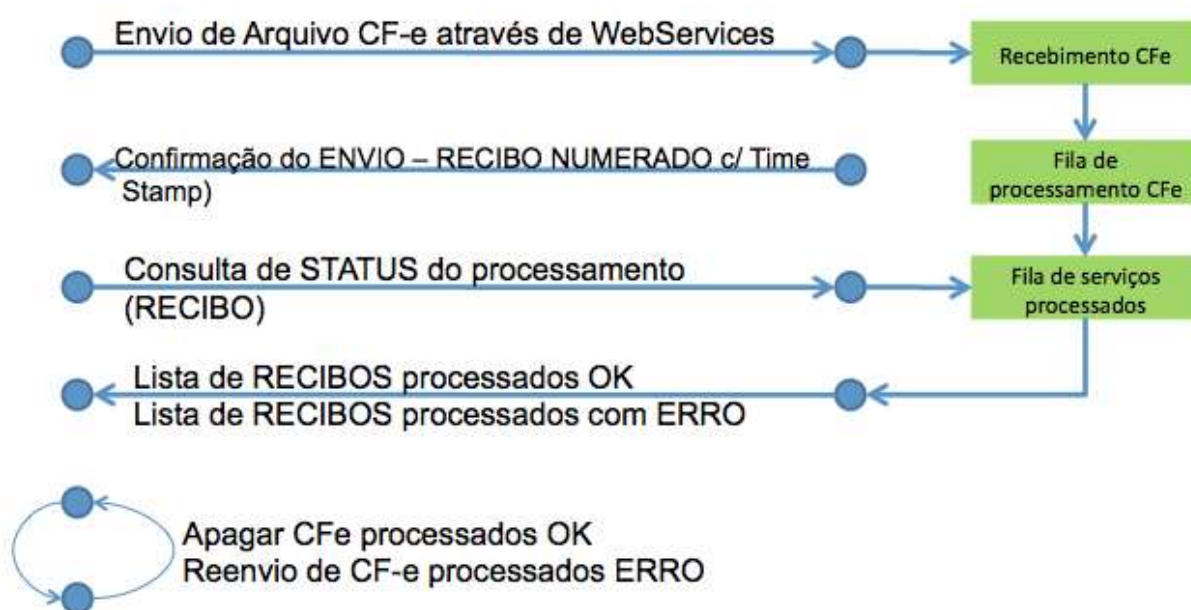 Envio de Arquivo CF-e através de WebServices
Recebimento CFe
Confirmação do ENVIO – RECIBO NUMERADO c/ Time
Stamp)
Fila de
processamento CFe
Consulta de STATUS do processamento
(RECIBO)
Fila de serviços
processados
Lista de RECIBOS processados OK
Lista de RECIBOS processados com ERRO
Apagar CFe processados OK
Reenvio de CF-e processados ERRO